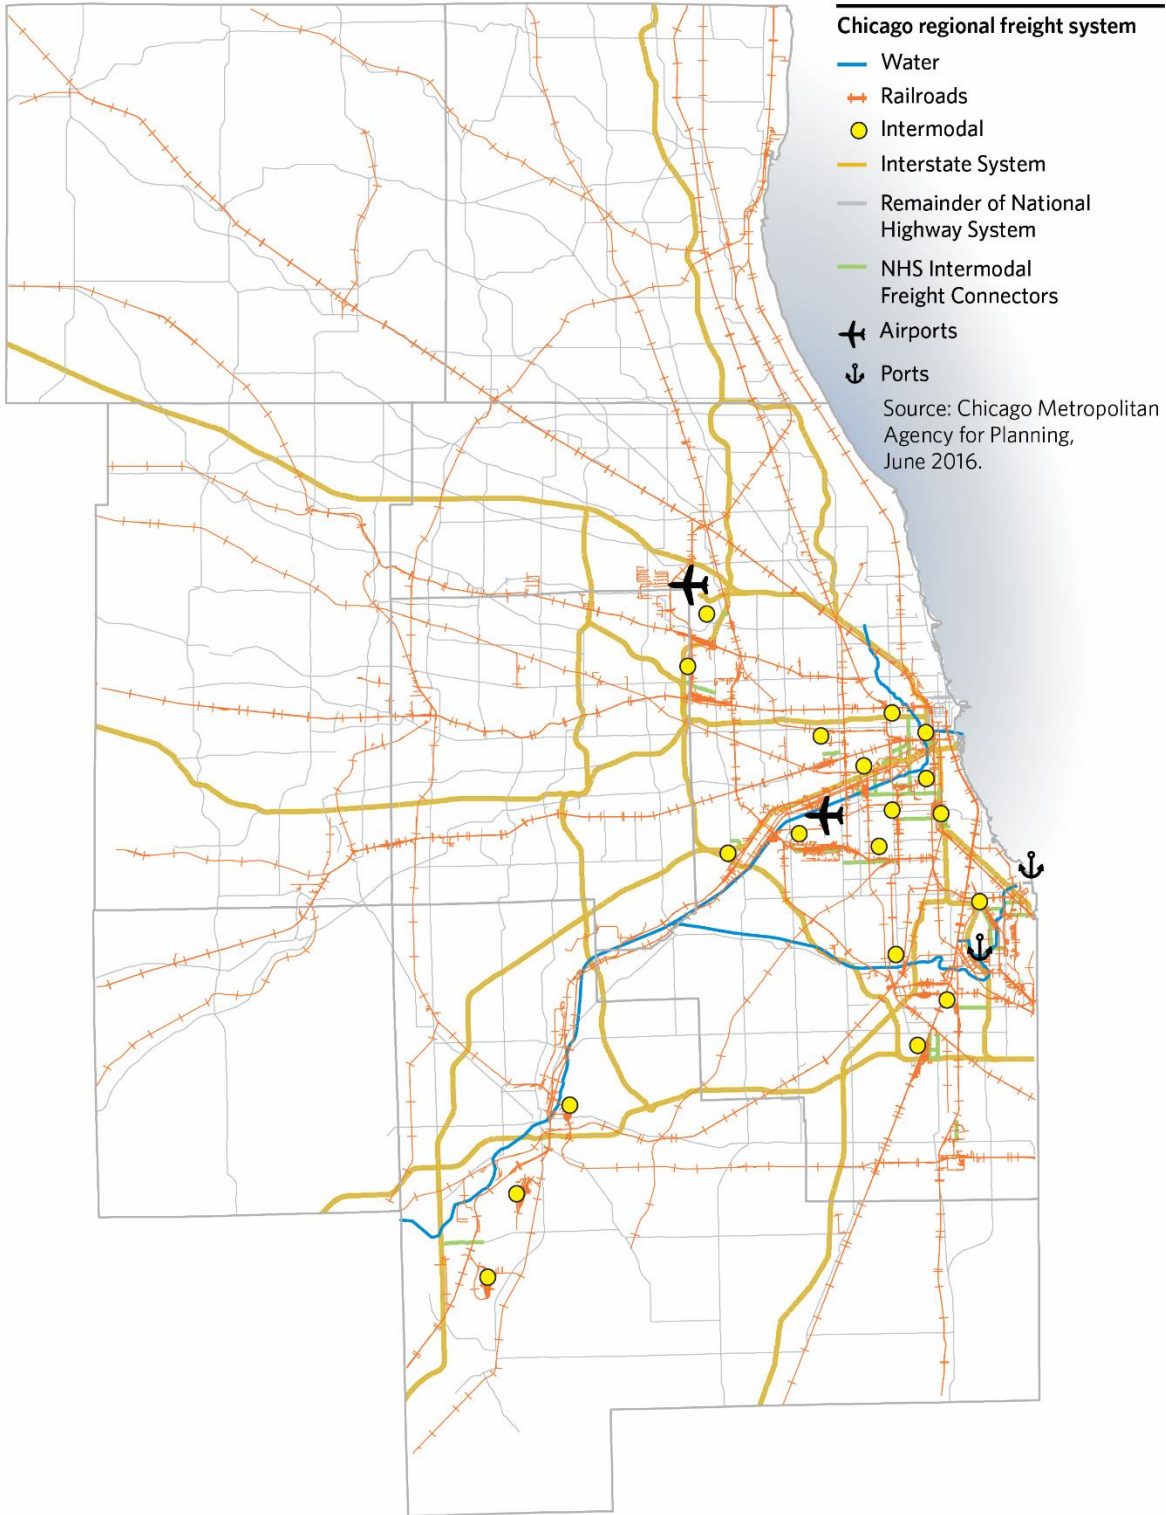 Chicago regional freight system
Water
Railroads
Intermodal
Interstate System
Remainder of National
Highway System
NHS Intermodal
Freight Connectors
Airports
Ports
Source: Chicago Metropolitan
Agency for Planning,
June 2016.